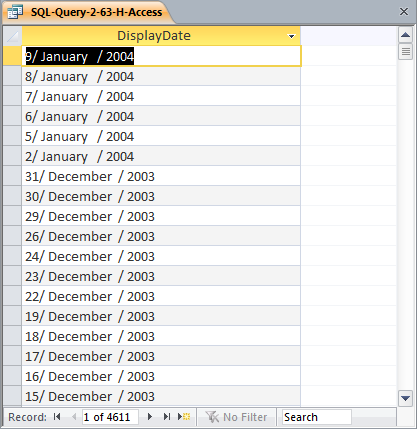 SQL-Query-2-63-H-Access
DisplayDate
9/ January / 2004
8/ January / 2004
7/ January / 2004
6/ January / 2004
5/ January / 2004
2/ January / 2004
31/ December / 2003
30/ December / 2003
29/ December / 2003
26/ December / 2003
24/ December / 2003
23/ December / 2003
22/ December / 2003
19/ December / 2003
18/ December / 2003
17/ December / 2003
16/ December / 2003
15/ December / 2003
Record: 1 of 4611 No Filter Search